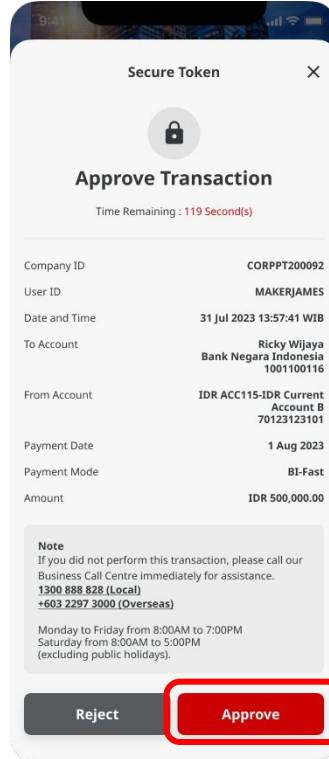 9:41
Secure Token
Approve Transaction
Time Remaining : 119 Second(s)
Company ID CORPPT200092
User ID MAKERJAMES
Date and Time 31 Jul 2023 13:57:41 WIB
To Account Ricky Wijaya
Bank Negara Indonesia
1001100116
From Account IDR ACC115-IDR Current
Account B
70123123101
Payment Date 1 Aug 2023
Payment Mode BI-Fast
Amount IDR 500,000.00
Note
If you did not perform this transaction, please call our
Business Call Centre immediately for assistance.
1300 888 828 (Local)
+603 2297 3000 (Overseas)
Monday to Friday from 8:00AM to 7:00PM
Saturday from 8:00AM to 5:00PM
(excluding public holidays).
Reject Approve